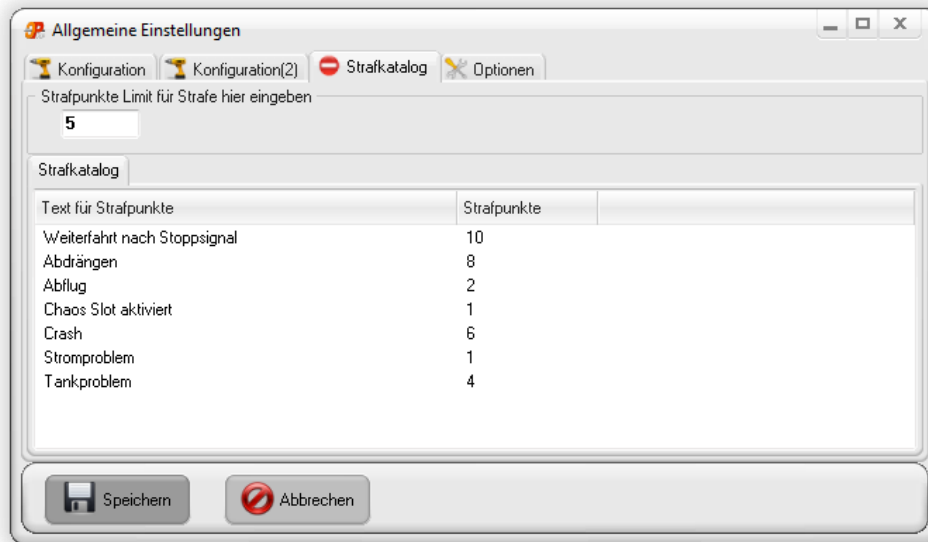 Allgemeine Einstellungen
Konfiguration Konfiguration(2) Strafkatalog Optionen
Strafpunkte Limit für Strafe hier eingeben
5
Strafkatalog
Text für Strafpunkte Strafpunkte
Weiterfahrt nach Stoppsignal 10
Abdrängen 8
Abflug 2
Chaos Slot aktiviert 1
Crash 6
Stromproblem 1
Tankproblem 4
Speichern Abbrechen